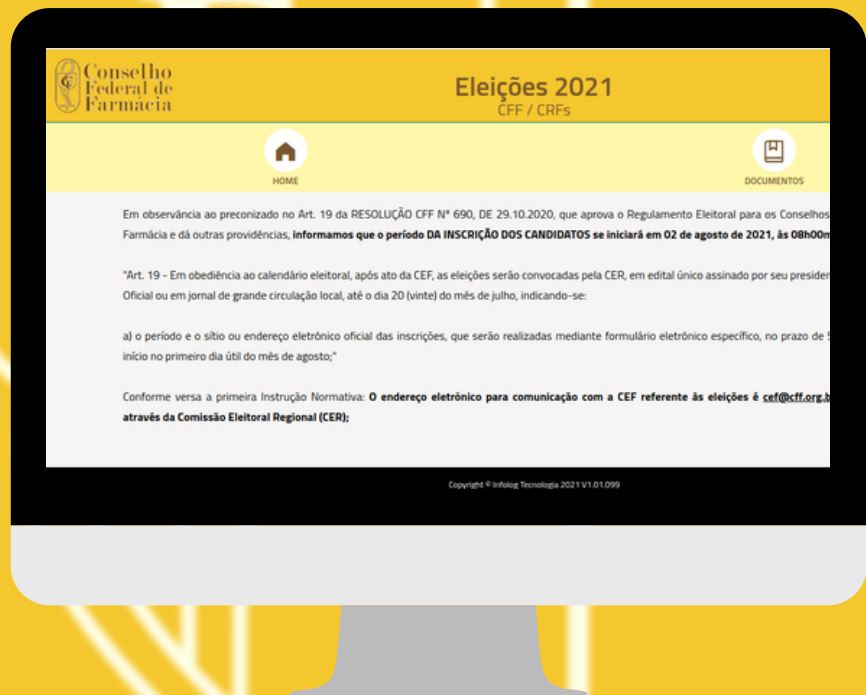 Conselho
Federal de
Farmácia
Eleições 2021
CFF / CRFs
HOME
DOCUMENTOS
Em observância ao preconizado no Art. 19 da RESOLUÇÃO CFF Nº 690, DE 29.10.2020, que aprova o Regulamento Eleitoral para os Conselhos
Farmácia e dá outras providências, informamos que o período DA INSCRIÇÃO DOS CANDIDATOS se iniciará em 02 de agosto de 2021, às 08h00m
"Art. 19 - Em obediência ao calendário eleitoral, após ato da CEF, as eleições serão convocadas pela CER, em edital único assinado por seu
Oficial ou em jornal de grande circulação local, até o dia 20 (vinte) do mês de julho, indicando-se:
a) o período e o sítio ou endereço eletrônico oficial das inscrições, que serão realizadas mediante formulário eletrônico específico, no prazo de
início no primeiro dia útil do mês de agosto;"
Conforme versa a primeira Instrução Normativa: O endereço eletrônico para comunicação com a CEF referente às eleições é cef@cff.org.b
através da Comissão Eleitoral Regional (CER);
Copyright © Infolog Tecnologia 2021 V1.01.099